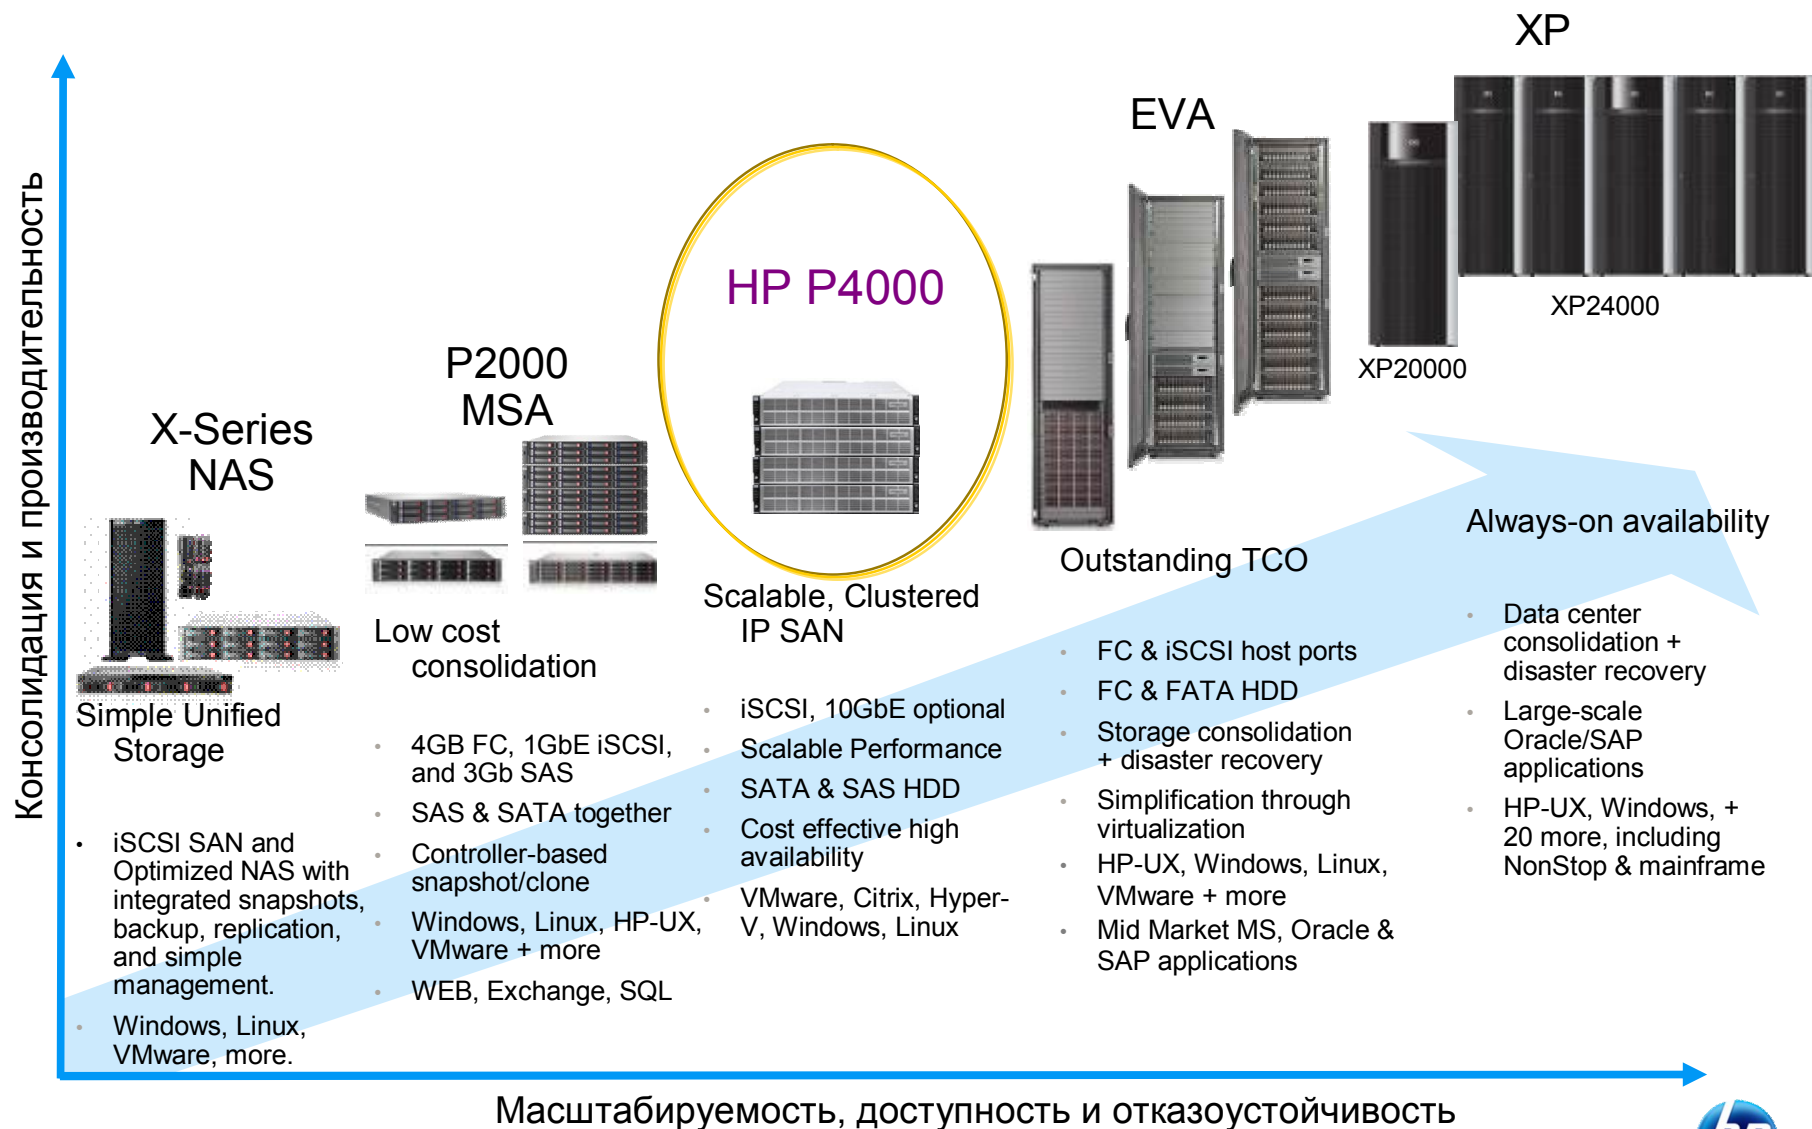 XP
EVA
HP P4000
P2000
MSA
X-Series
NAS
XP24000
XP20000
Консолидация и производительность
Simple Unified
Storage
• iSCSI SAN and
Optimized NAS with
integrated snapshots,
backup, replication,
and simple
management.
• Windows, Linux,
VMware, more.
Low cost
consolidation
• 4GB FC, 1GbE iSCSI,
and 3Gb SAS
• SAS & SATA together
• Controller-based
snapshot/clone
• Windows, Linux, HP-UX,
VMware + more
• WEB, Exchange, SQL
Scalable, Clustered
IP SAN
• iSCSI, 10GbE optional
• Scalable Performance
• SATA & SAS HDD
• Cost effective high
availability
• VMware, Citrix, Hyper-
V, Windows, Linux
Outstanding TCO
• FC & iSCSI host ports
• FC & FATA HDD
• Storage consolidation
+ disaster recovery
• Simplification through
virtualization
• HP-UX, Windows, Linux,
VMware + more
• Mid Market MS, Oracle &
SAP applications
Always-on availability
• Data center
consolidation +
disaster recovery
• Large-scale
Oracle/SAP
applications
• HP-UX, Windows, +
20 more, including
NonStop & mainframe
Масштабируемость, доступность и отказоустойчивость
hp